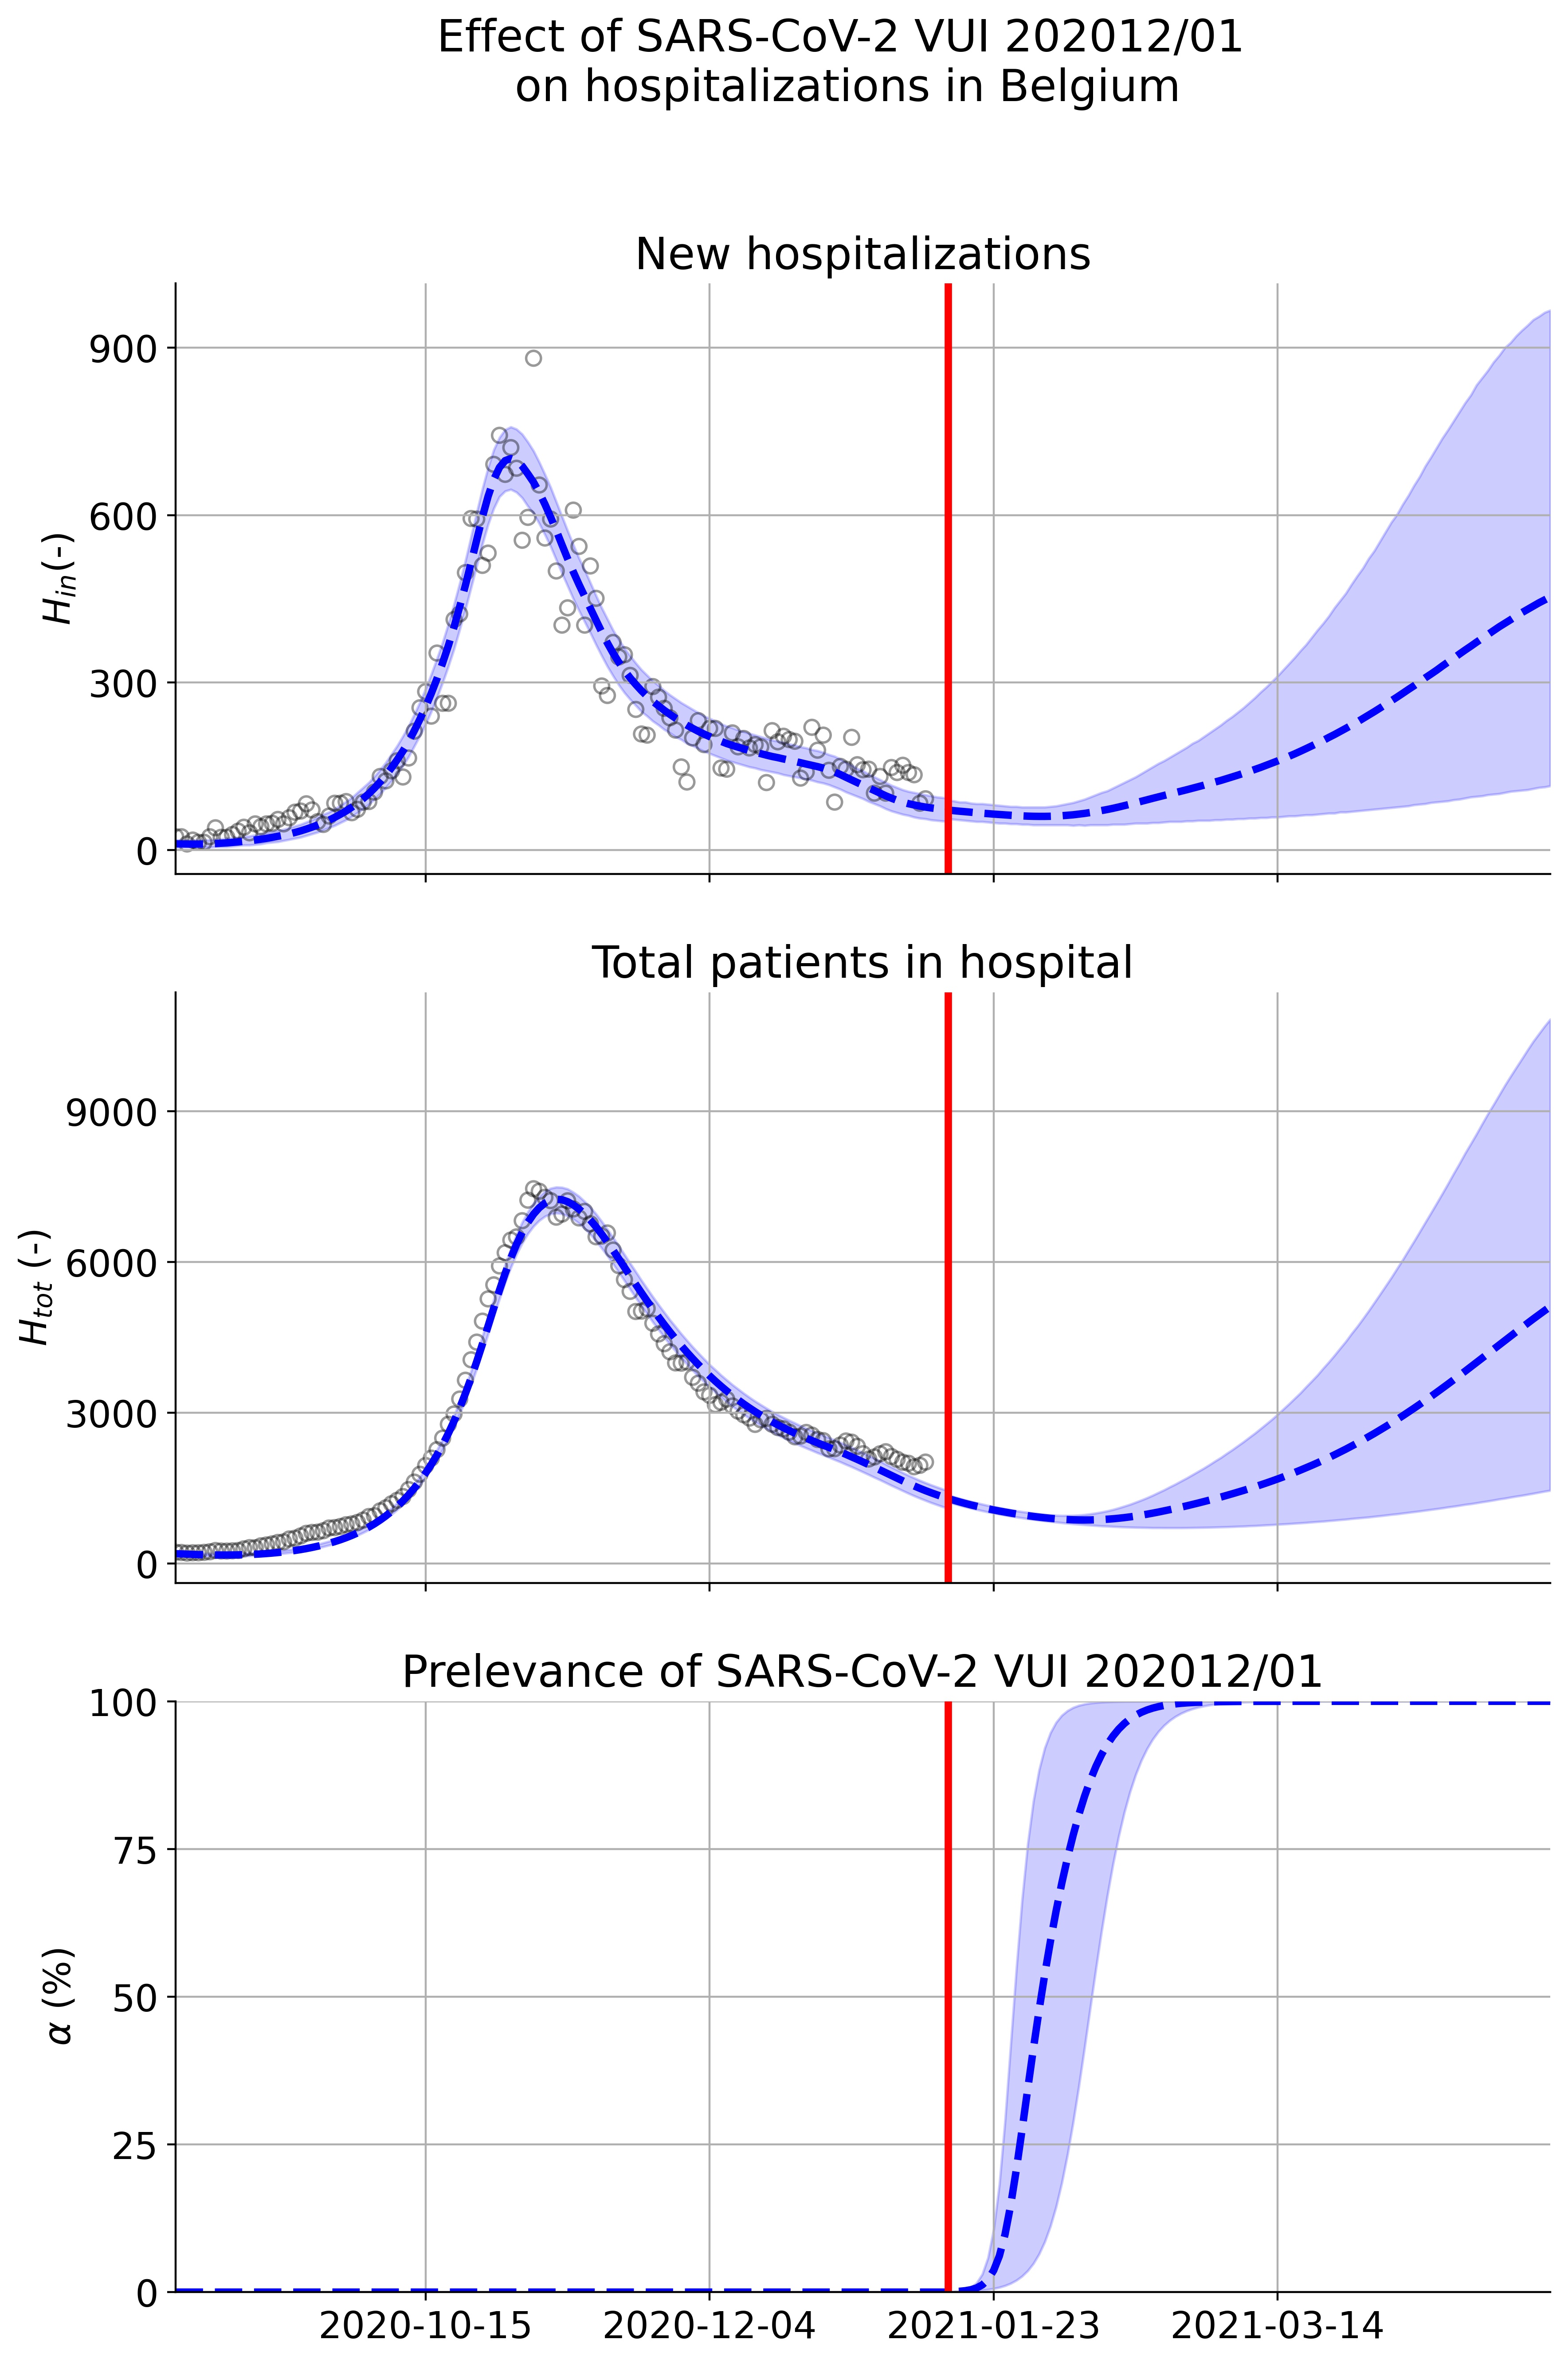 Effect of SARS-CoV-2 VUI 202012/01
on hospitalizations in Belgium
New hospitalizations
900
600
300
0
H_in(-)
Total patients in hospital
9000
6000
3000
0
H_tot (-)
Prelevance of SARS-CoV-2 VUI 202012/01
100
75
50
25
0
α (%)
2020-10-15 2020-12-04 2021-01-23 2021-03-14